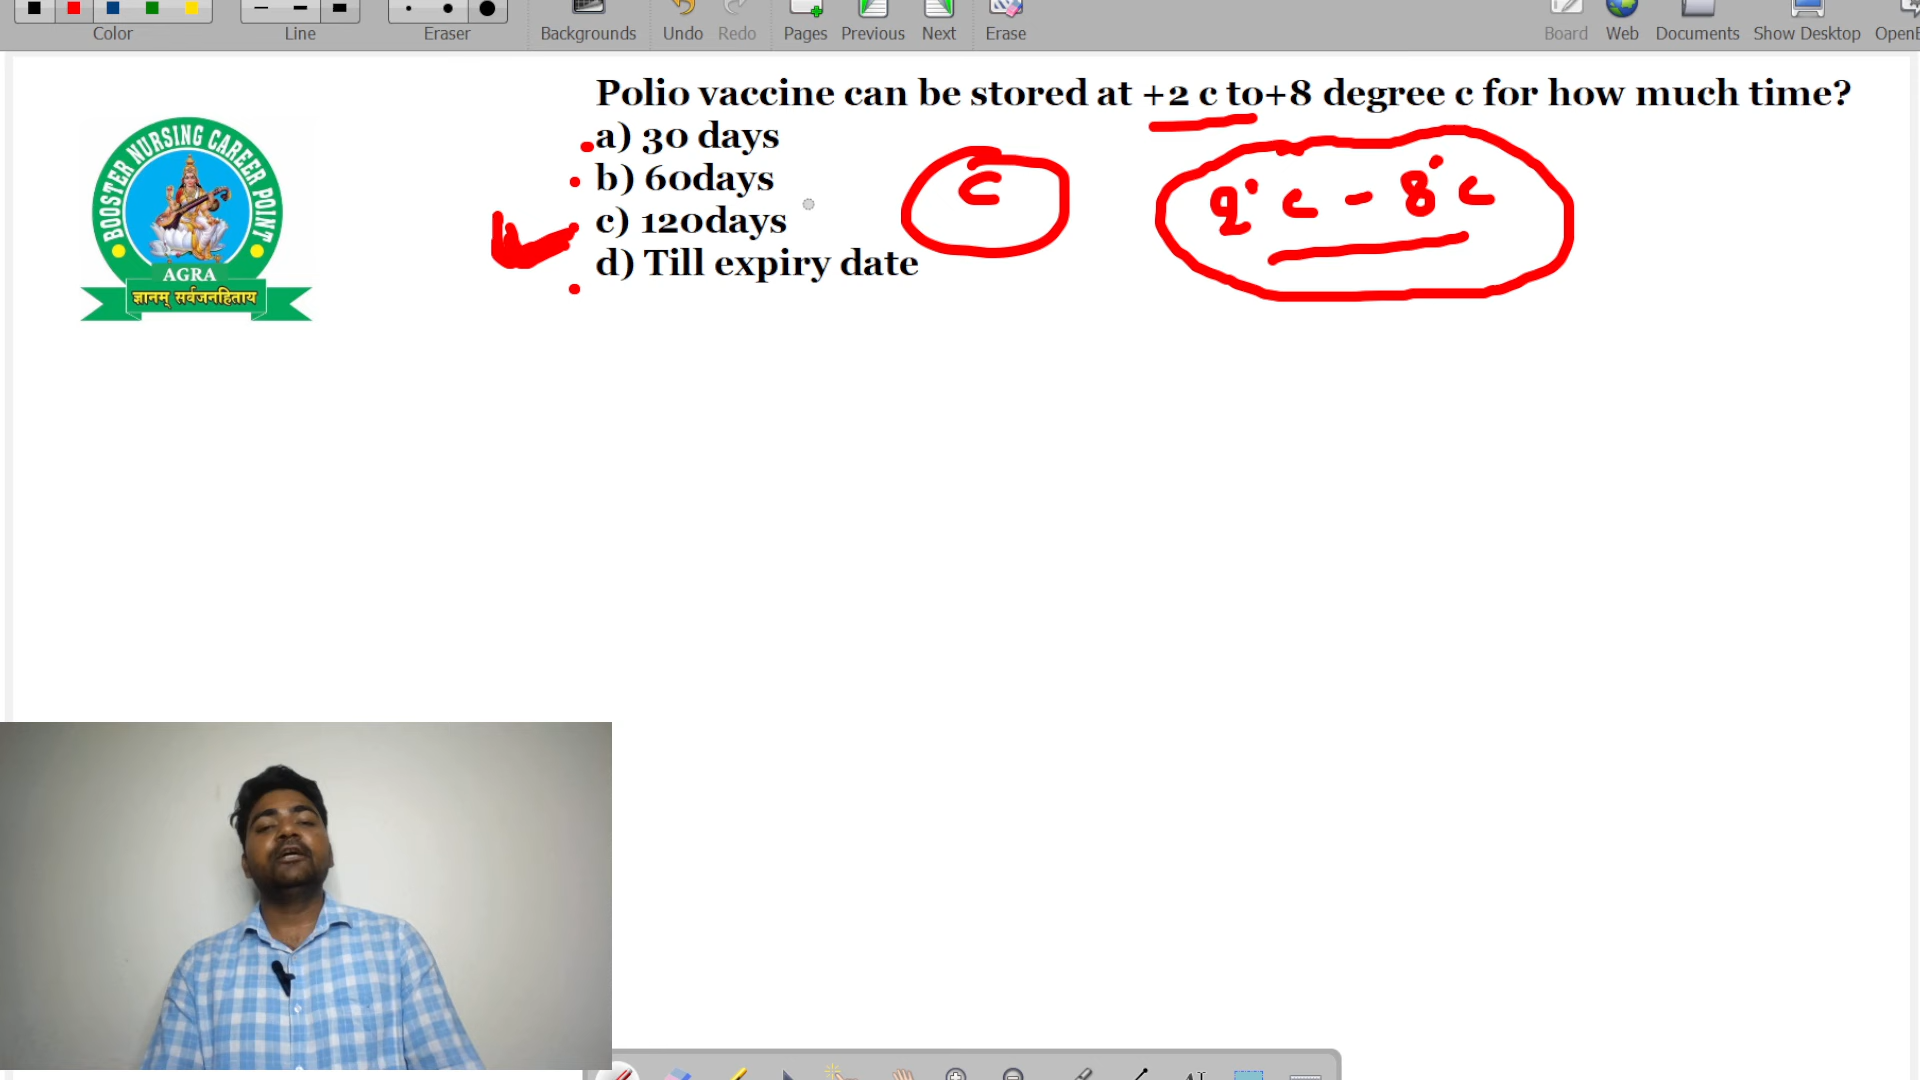 Color
Line
Eraser
Backgrounds
Undo
Redo
Pages
Previous
Next
Erase
Board
Web
Documents
Show Desktop
Polio vaccine can be stored at +2 c to+8 degree c for how much time?
a) 30 days
b) 60days
c) 120days
d) Till expiry date
C
2°c - 8°c
BOOSTER NURSING CAREER POINT
AGRA
ज्ञानम् सर्वजनहिताय